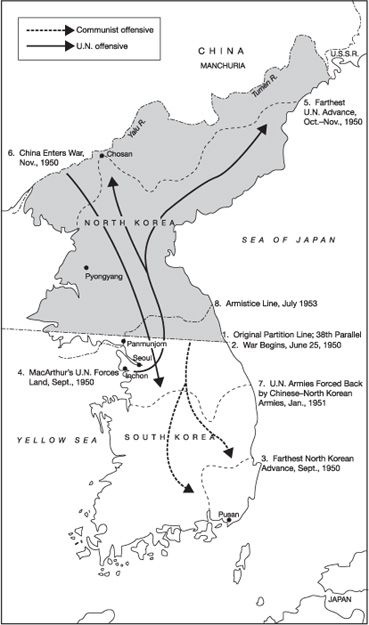 Communist offensive
U.N. offensive
CHINA
MANCHURIA
U.S.S.R.
Tumen R.
Yalu R.
5. Farthest
U.N. Advance,
Oct.–Nov., 1950
6. China Enters War,
Nov., 1950
Chosan
NORTH KOREA
SEA OF JAPAN
Pyongyang
8. Armistice Line, July 1953
1. Original Partition Line; 38th Parallel
2. War Begins, June 25, 1950
Panmunjom
Seoul
Inchon
4. MacArthur's U.N. Forces
Land, Sept., 1950
7. U.N. Armies Forced Back
by Chinese–North Korean
Armies, Jan., 1951
YELLOW SEA
SOUTH KOREA
3. Farthest North Korean
Advance, Sept., 1950
Pusan
JAPAN